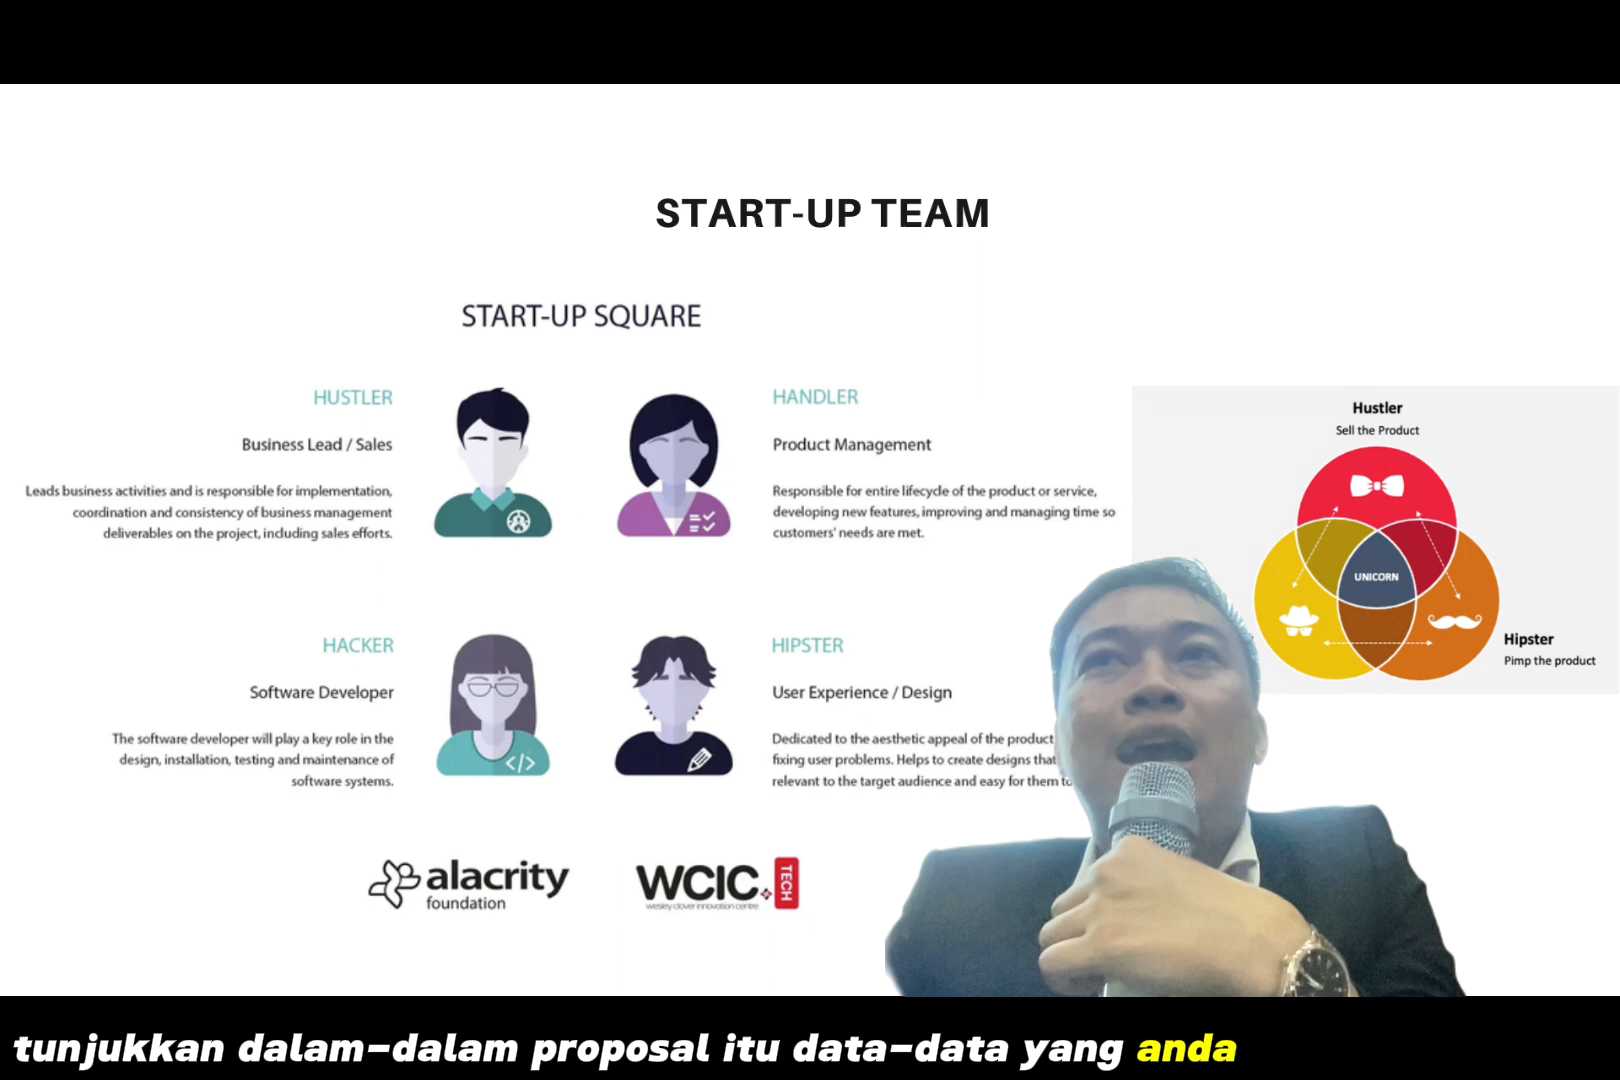 START-UP TEAM
START-UP SQUARE
HUSTLER
Business Lead / Sales
Leads business activities and is responsible for implementation,
coordination and consistency of business management
deliverables on the project, including sales efforts.
HANDLER
Product Management
Responsible for entire lifecycle of the product or service,
developing new features, improving and managing time so
customers' needs are met.
HACKER
Software Developer
The software developer will play a key role in the
design, installation, testing and maintenance of
software systems.
HIPSTER
User Experience / Design
Dedicated to the aesthetic appeal of the product
fixing user problems. Helps to create designs that
relevant to the target audience and easy for them to
Hustler
Sell the Product
UNICORN
Hipster
Pimp the product
alacrity
foundation
WCIC TECH
wesley clover innovation centre
tunjukkan dalam-dalam proposal itu data-data yang anda